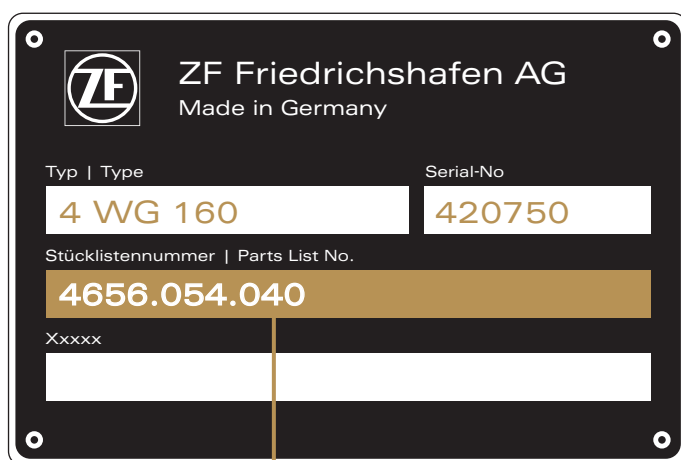 ZF
ZF Friedrichshafen AG
Made in Germany
Typ | Type
Serial-No
4 WG 160
420750
Stücklistennummer | Parts List No.
4656.054.040
Xxxxx